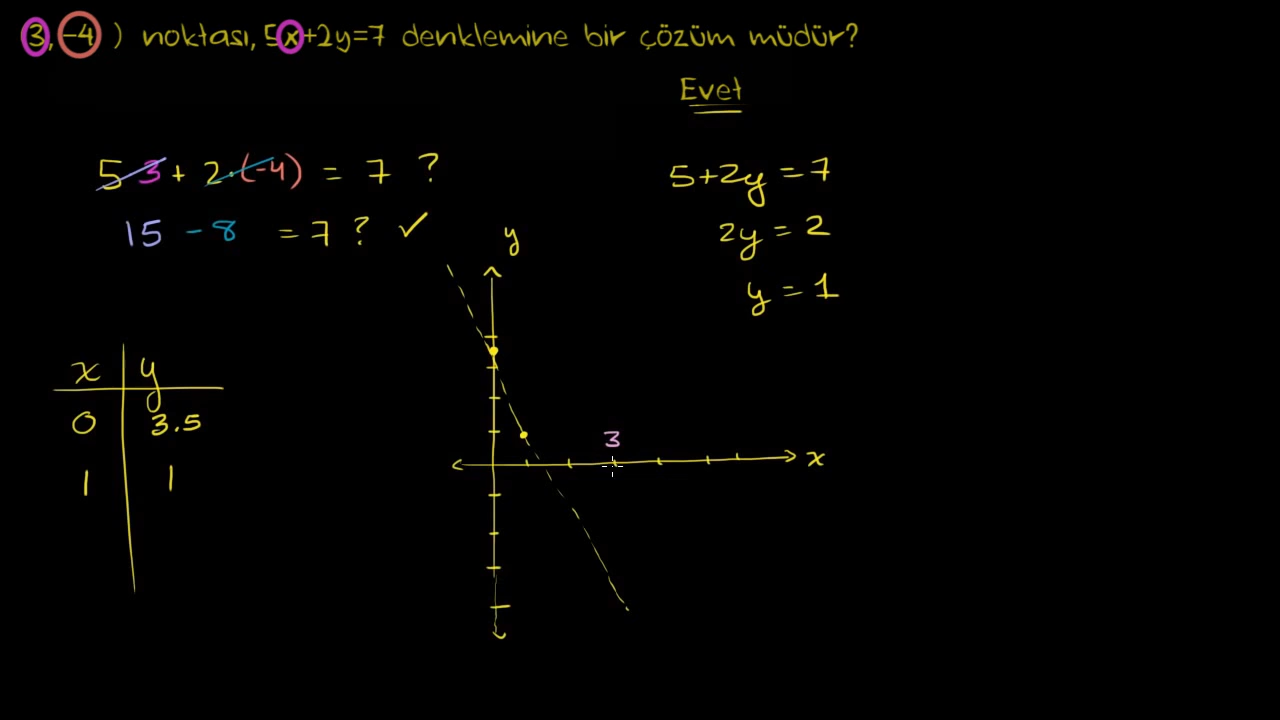 3, -4 ) noktası, 5x+2y=7 denklemine bir çözüm müdür?
Evet
5·3 + 2·(-4) = 7 ?
15 - 8 = 7 ? ✓
5+2y = 7
2y = 2
y = 1
x y
0 3.5
1 1
y
3
x